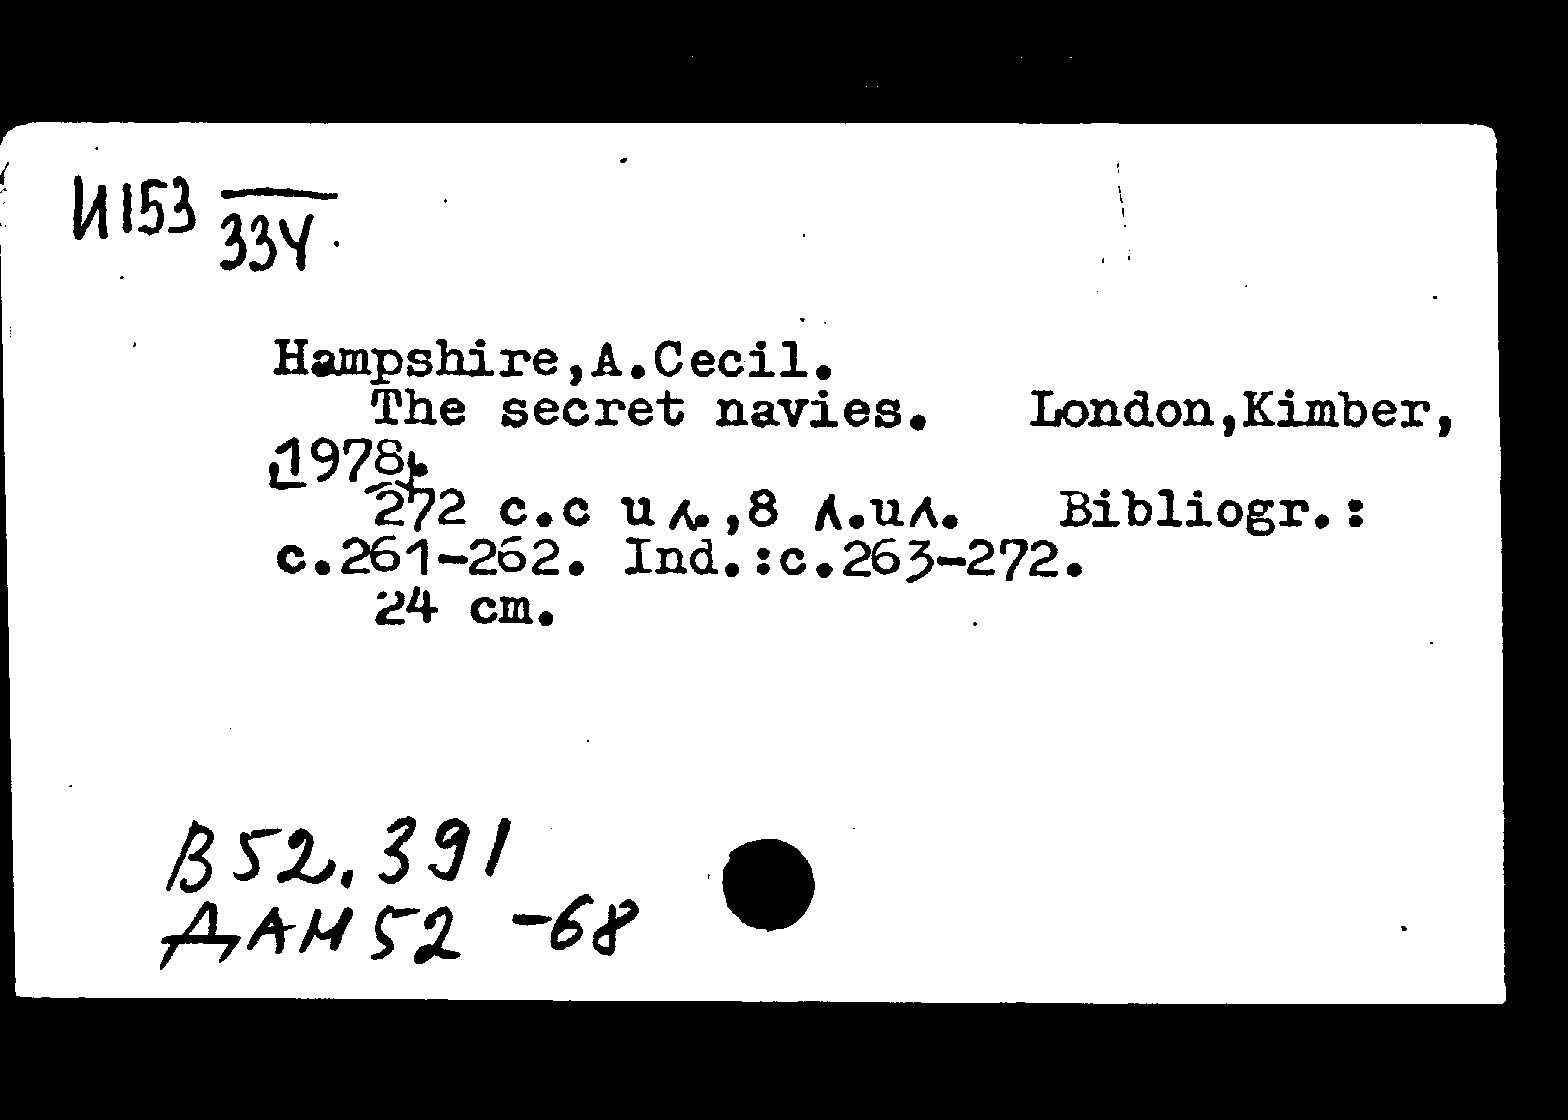 И153
334
Hampshire,A.Cecil.
The secret navies. London,Kimber,
[1978].
272 с.с ил.,8 л.ил. Bibliogr.:
с.261-262. Ind.:с.263-272.
24 cm.
В52.391
ДАН52-68